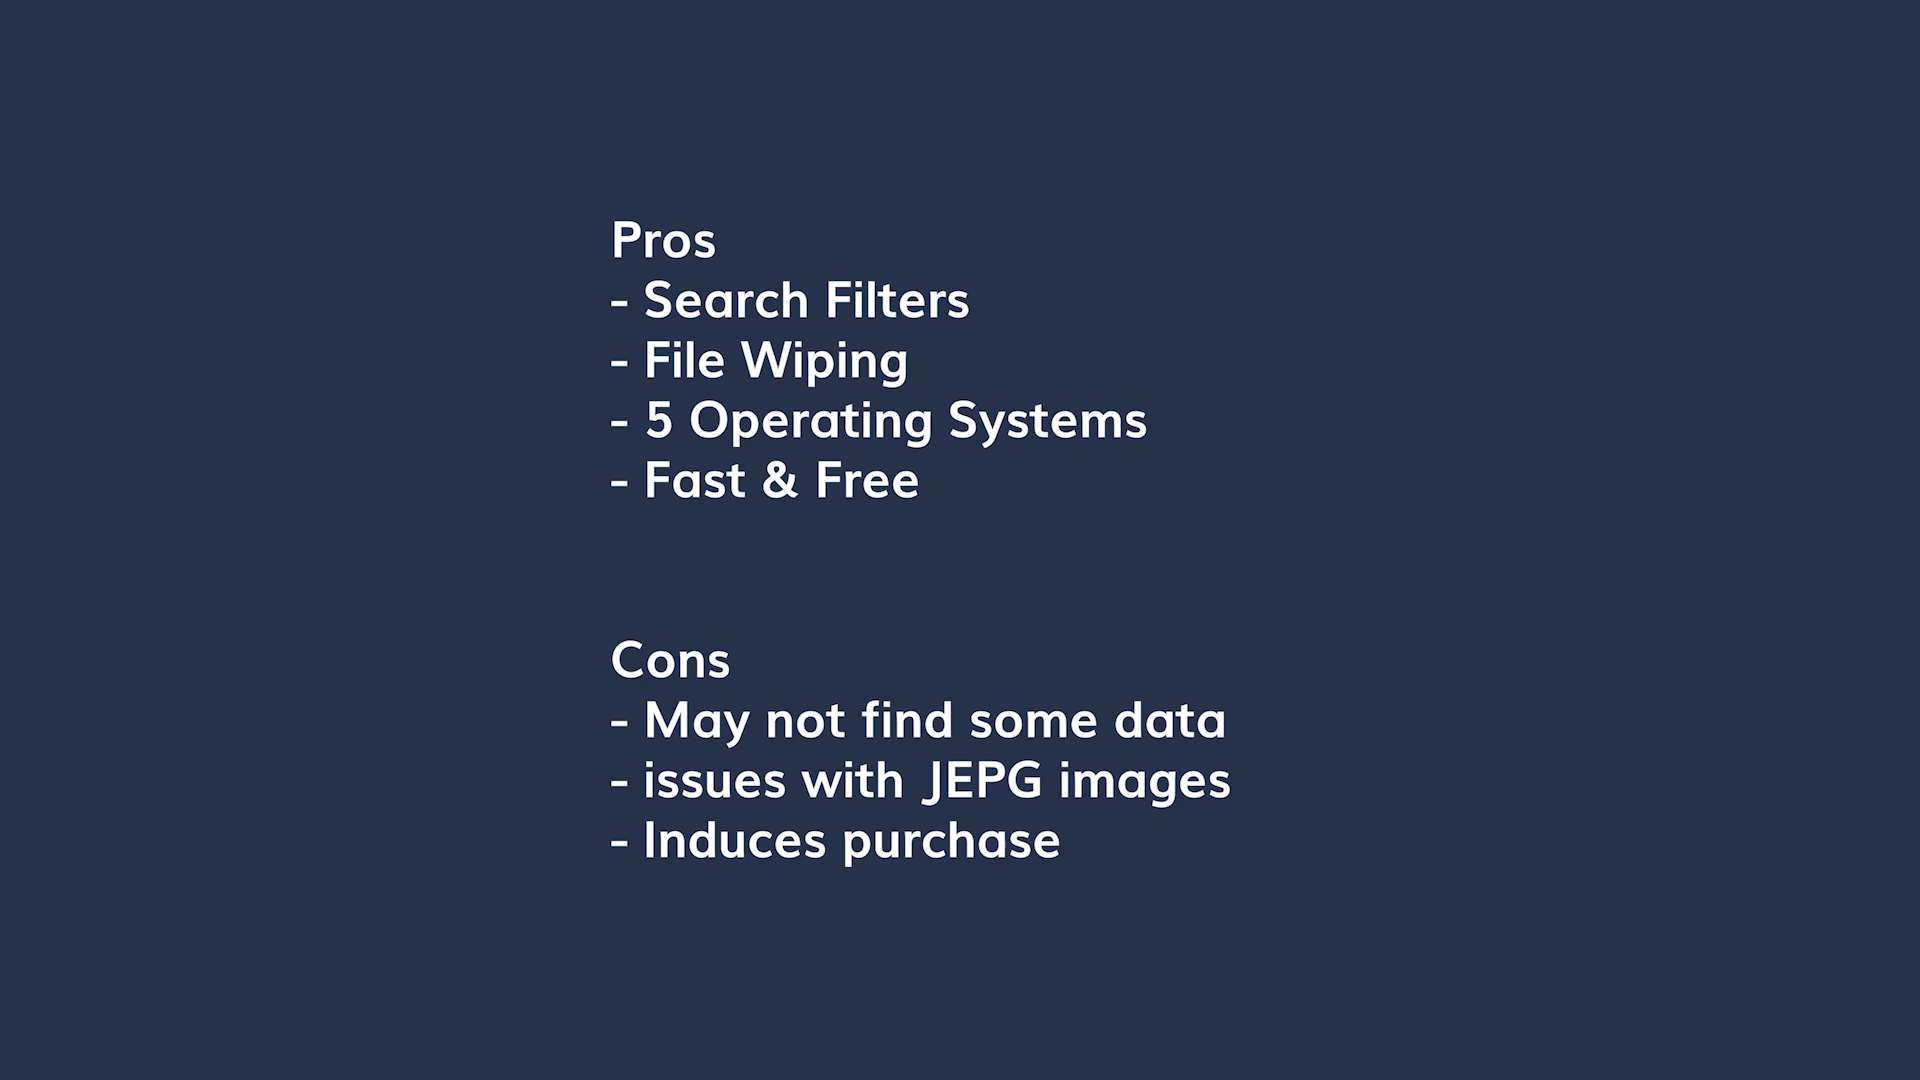 Pros
- Search Filters
- File Wiping
- 5 Operating Systems
- Fast & Free
Cons
- May not find some data
- issues with JEPG images
- Induces purchase